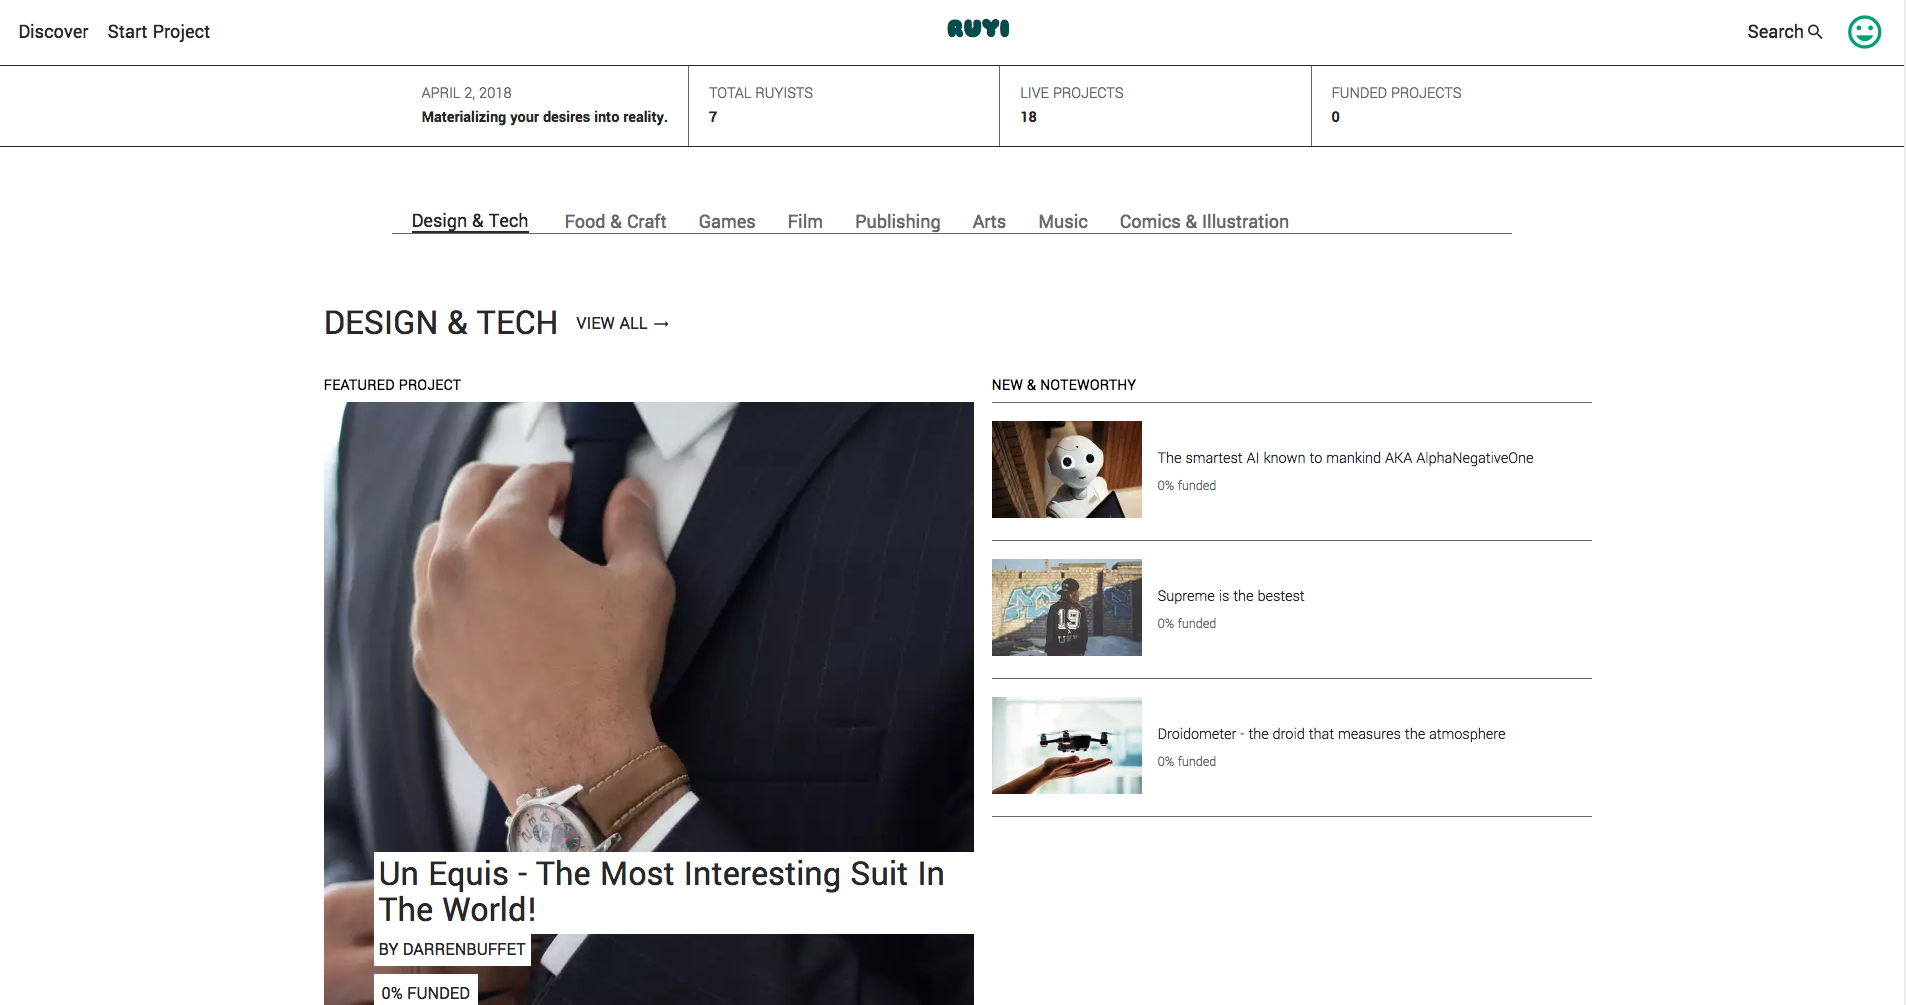 Discover Start Project RUYI Search
APRIL 2, 2018
Materializing your desires into reality.
TOTAL RUYISTS
7
LIVE PROJECTS
18
FUNDED PROJECTS
0
Design & Tech Food & Craft Games Film Publishing Arts Music Comics & Illustration
DESIGN & TECH VIEW ALL →
FEATURED PROJECT
Un Equis - The Most Interesting Suit In
The World!
BY DARRENBUFFET
0% FUNDED
NEW & NOTEWORTHY
The smartest AI known to mankind AKA AlphaNegativeOne
0% funded
19
Supreme is the bestest
0% funded
Droidometer - the droid that measures the atmosphere
0% funded